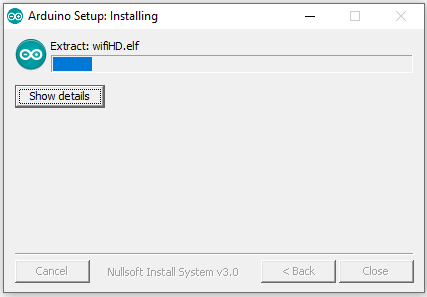 Arduino Setup: Installing
Extract: wifiHD.elf
Show details
Cancel
Nullsoft Install System v3.0
< Back
Close